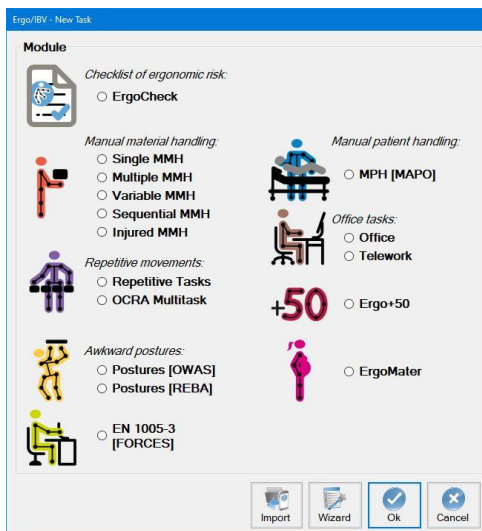 Ergo/IBV - New Task
Module
Checklist of ergonomic risk:
ErgoCheck
Manual material handling:
Single MMH
Multiple MMH
Variable MMH
Sequential MMH
Injured MMH
Repetitive movements:
Repetitive Tasks
OCRA Multitask
Awkward postures:
Postures [OWAS]
Postures [REBA]
EN 1005-3
[FORCES]
Manual patient handling:
MPH [MAPO]
Office tasks:
Office
Telework
+50
Ergo+50
ErgoMater
Import
Wizard
Ok
Cancel